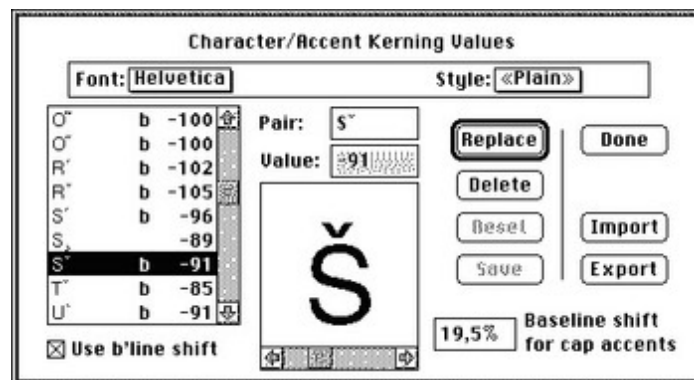 Character/Accent Kerning Values
Font: Helvetica Style: «Plain»
O˝ b -100
O˜ b -100
R´ b -102
Rˇ b -105
S´ b -96
S¸ -89
Sˇ b -91
Tˇ b -85
U` b -91
Use b'line shift
Pair: Sˇ
Value: -91
Š
Replace
Delete
Reset
Save
Done
Import
Export
19,5% Baseline shift
for cap accents